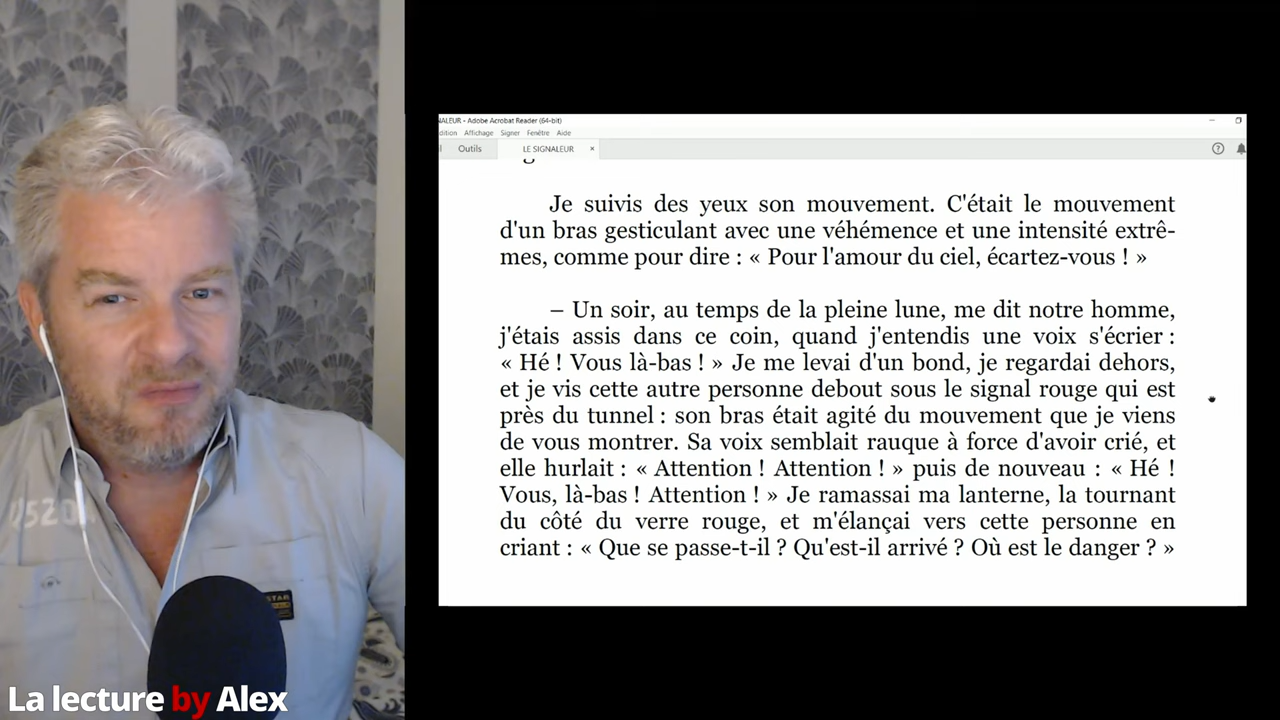 NALEUR - Adobe Acrobat Reader (64-bit)
dition Affichage Signer Fenêtre Aide
Outils LE SIGNALEUR ×
Je suivis des yeux son mouvement. C'était le mouvement
d'un bras gesticulant avec une véhémence et une intensité extrê-
mes, comme pour dire : « Pour l'amour du ciel, écartez-vous ! »
– Un soir, au temps de la pleine lune, me dit notre homme,
j'étais assis dans ce coin, quand j'entendis une voix s'écrier :
« Hé ! Vous là-bas ! » Je me levai d'un bond, je regardai dehors,
et je vis cette autre personne debout sous le signal rouge qui est
près du tunnel : son bras était agité du mouvement que je viens
de vous montrer. Sa voix semblait rauque à force d'avoir crié, et
elle hurlait : « Attention ! Attention ! » puis de nouveau : « Hé !
Vous, là-bas ! Attention ! » Je ramassai ma lanterne, la tournant
du côté du verre rouge, et m'élançai vers cette personne en
criant : « Que se passe-t-il ? Qu'est-il arrivé ? Où est le danger ? »
0520
STAR
La lecture by Alex